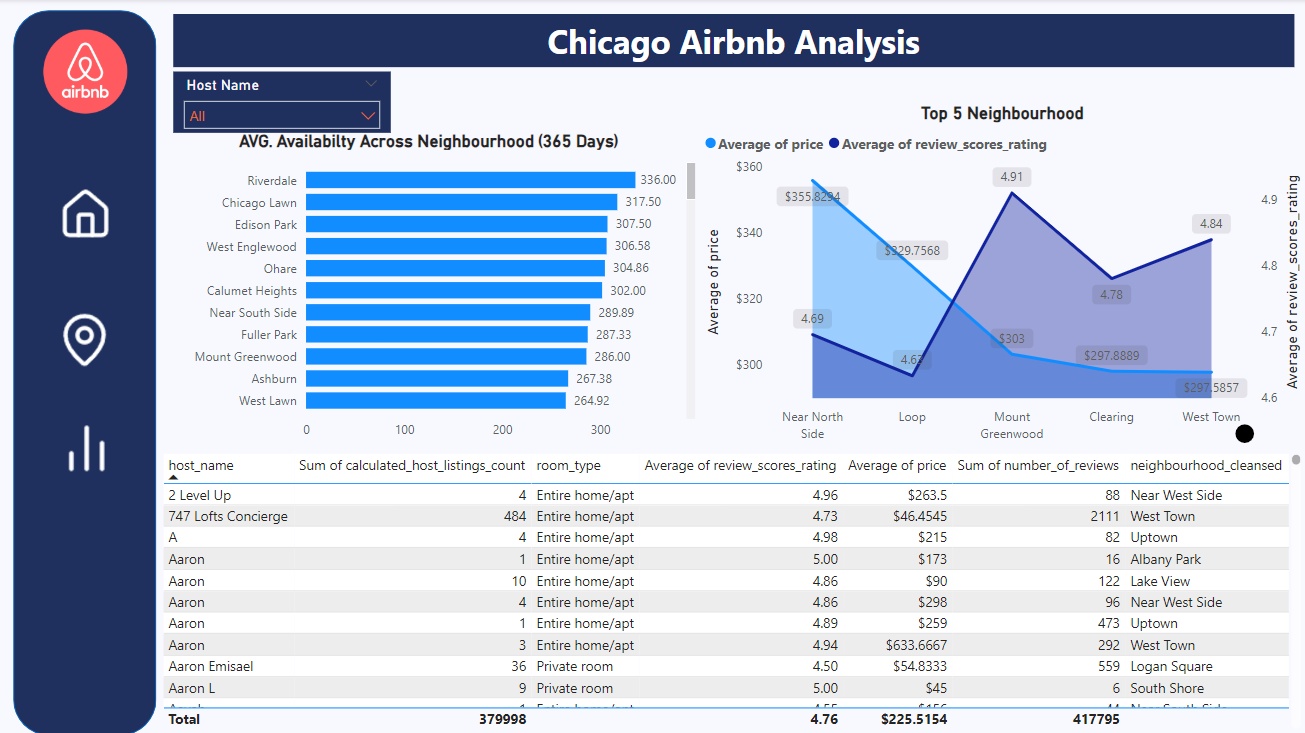 airbnb
Chicago Airbnb Analysis
Host Name
All
AVG. Availabilty Across Neighbourhood (365 Days)
Riverdale 336.00
Chicago Lawn 317.50
Edison Park 307.50
West Englewood 306.58
Ohare 304.86
Calumet Heights 302.00
Near South Side 289.89
Fuller Park 287.33
Mount Greenwood 286.00
Ashburn 267.38
West Lawn 264.92
0 100 200 300
Top 5 Neighbourhood
Average of price Average of review_scores_rating
Average of price
$360
$340
$320
$300
$355.8294
$329.7568
$303
$297.8889
$297.5857
4.69
4.91
4.78
4.84
4.9
4.8
4.7
4.6
Average of review_scores_rating
Near North Side
Loop
Mount Greenwood
Clearing
West Town
host_name Sum of calculated_host_listings_count room_type Average of review_scores_rating Average of price Sum of number_of_reviews neighbourhood_cleansed
2 Level Up 4 Entire home/apt 4.96 $263.5 88 Near West Side
747 Lofts Concierge 484 Entire home/apt 4.73 $46.4545 2111 West Town
A 4 Entire home/apt 4.98 $215 82 Uptown
Aaron 1 Entire home/apt 5.00 $173 16 Albany Park
Aaron 10 Entire home/apt 4.86 $90 122 Lake View
Aaron 4 Entire home/apt 4.86 $298 96 Near West Side
Aaron 1 Entire home/apt 4.89 $259 473 Uptown
Aaron 3 Entire home/apt 4.94 $633.6667 292 West Town
Aaron Emisael 36 Private room 4.50 $54.8333 559 Logan Square
Aaron L 9 Private room 5.00 $45 6 South Shore
Total 379998 4.76 $225.5154 417795